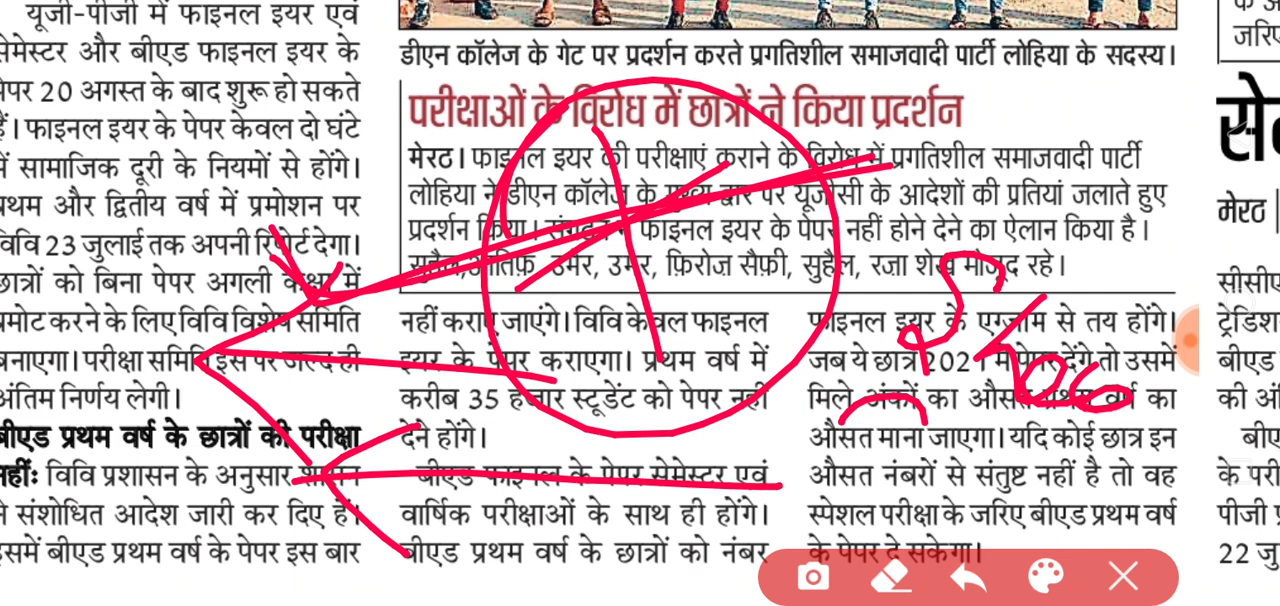 यूजी-पीजी में फाइनल इयर एवं
सेमेस्टर और बीएड फाइनल इयर के
पेपर 20 अगस्त के बाद शुरू हो सकते
हैं। फाइनल इयर के पेपर केवल दो घंटे
में सामाजिक दूरी के नियमों से होंगे।
प्रथम और द्वितीय वर्ष में प्रमोशन पर
विवि 23 जुलाई तक अपनी रिपोर्ट देगा।
छात्रों को बिना पेपर अगली कक्षा में
प्रमोट करने के लिए विवि विशेष समिति
बनाएगा। परीक्षा समिति इस पर जल्द ही
अंतिम निर्णय लेगी।
बीएड प्रथम वर्ष के छात्रों की परीक्षा
नहीं: विवि प्रशासन के अनुसार शासन
ने संशोधित आदेश जारी कर दिए हैं।
इसमें बीएड प्रथम वर्ष के पेपर इस बार
डीएन कॉलेज के गेट पर प्रदर्शन करते प्रगतिशील समाजवादी पार्टी लोहिया के सदस्य।
परीक्षाओं के विरोध में छात्रों ने किया प्रदर्शन
मेरठ। फाइनल इयर की परीक्षाएं कराने के विरोध में प्रगतिशील समाजवादी पार्टी
लोहिया ने डीएन कॉलेज के मुख्य द्वार पर यूजीसी के आदेशों की प्रतियां जलाते हुए
प्रदर्शन किया। संगठन ने फाइनल इयर के पेपर नहीं होने देने का ऐलान किया है।
सुहैल, आतिफ़, उमर, उमर, फ़िरोज सैफ़ी, सुहैल, रजा शेख मौजूद रहे।
नहीं कराए जाएंगे। विवि केवल फाइनल
इयर के पेपर कराएगा। प्रथम वर्ष में
करीब 35 हजार स्टूडेंट को पेपर नहीं
देने होंगे।
बीएड फाइनल के पेपर सेमेस्टर एवं
वार्षिक परीक्षाओं के साथ ही होंगे।
बीएड प्रथम वर्ष के छात्रों को नंबर
फाइनल इयर के एग्जाम से तय होंगे।
जब ये छात्र 2021 में पेपर देंगे तो उसमें
मिले अंकों का औसत प्रथम वर्ष का
औसत माना जाएगा। यदि कोई छात्र इन
औसत नंबरों से संतुष्ट नहीं है तो वह
स्पेशल परीक्षा के जरिए बीएड प्रथम वर्ष
के पेपर दे सकेगा।
जरिए
मेरठ
सीसीए
ट्रेडिश
बीएड
की अं
बीए
के परी
पीजी
22 जु